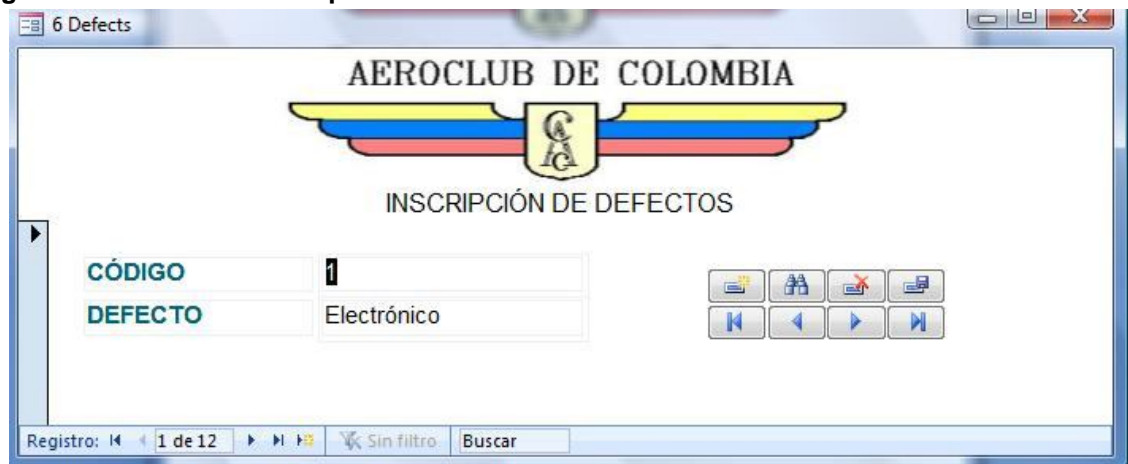 6 Defects
AEROCLUB DE COLOMBIA
CAC
INSCRIPCIÓN DE DEFECTOS
CÓDIGO 1
DEFECTO Electrónico
Registro: 1 de 12 Sin filtro Buscar